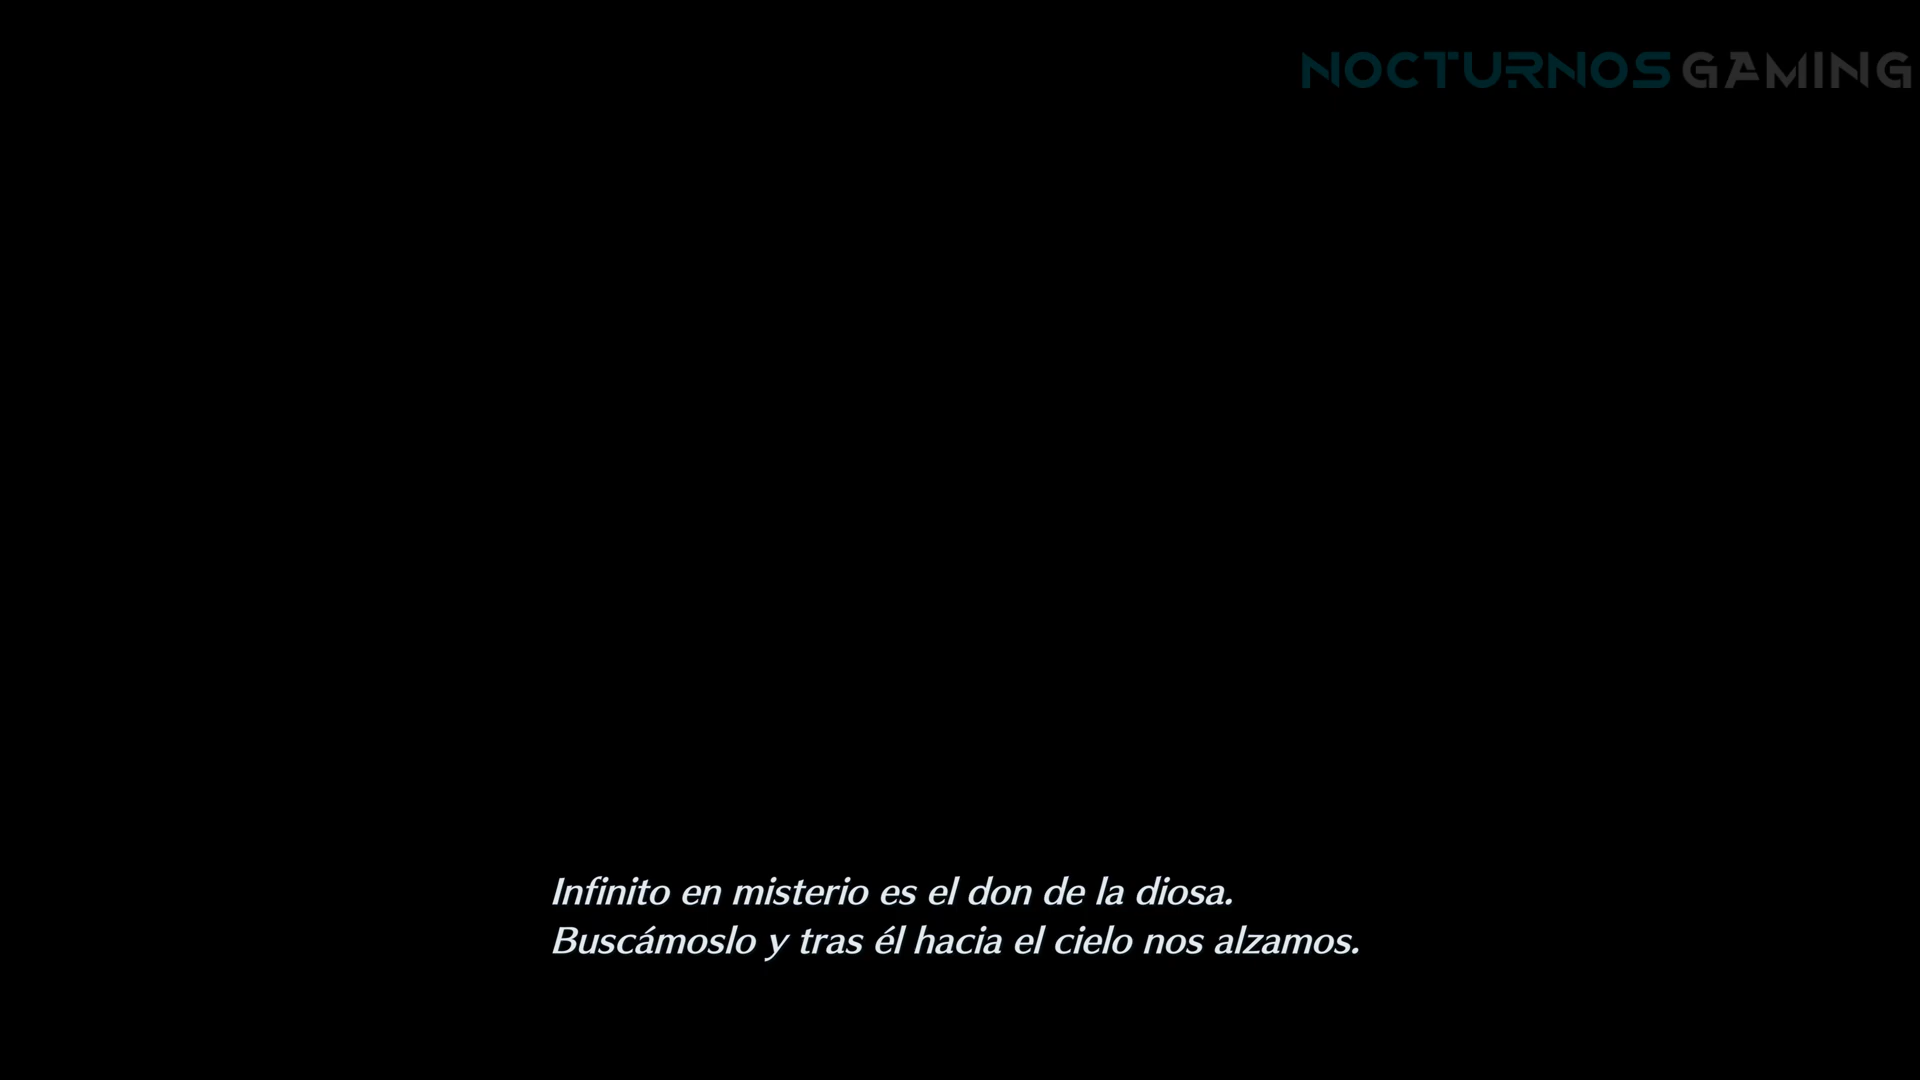 NOCTURNOS GAMING
Infinito en misterio es el don de la diosa.
Buscámoslo y tras él hacia el cielo nos alzamos.